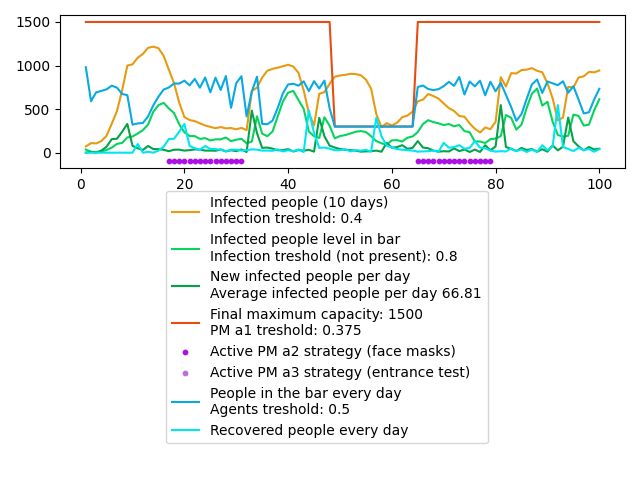 1500
1000
500
0
0
20
40
60
80
100
Infected people (10 days)
Infection treshold: 0.4
Infected people level in bar
Infection treshold (not present): 0.8
New infected people per day
Average infected people per day 66.81
Final maximum capacity: 1500
PM a1 treshold: 0.375
Active PM a2 strategy (face masks)
Active PM a3 strategy (entrance test)
People in the bar every day
Agents treshold: 0.5
Recovered people every day